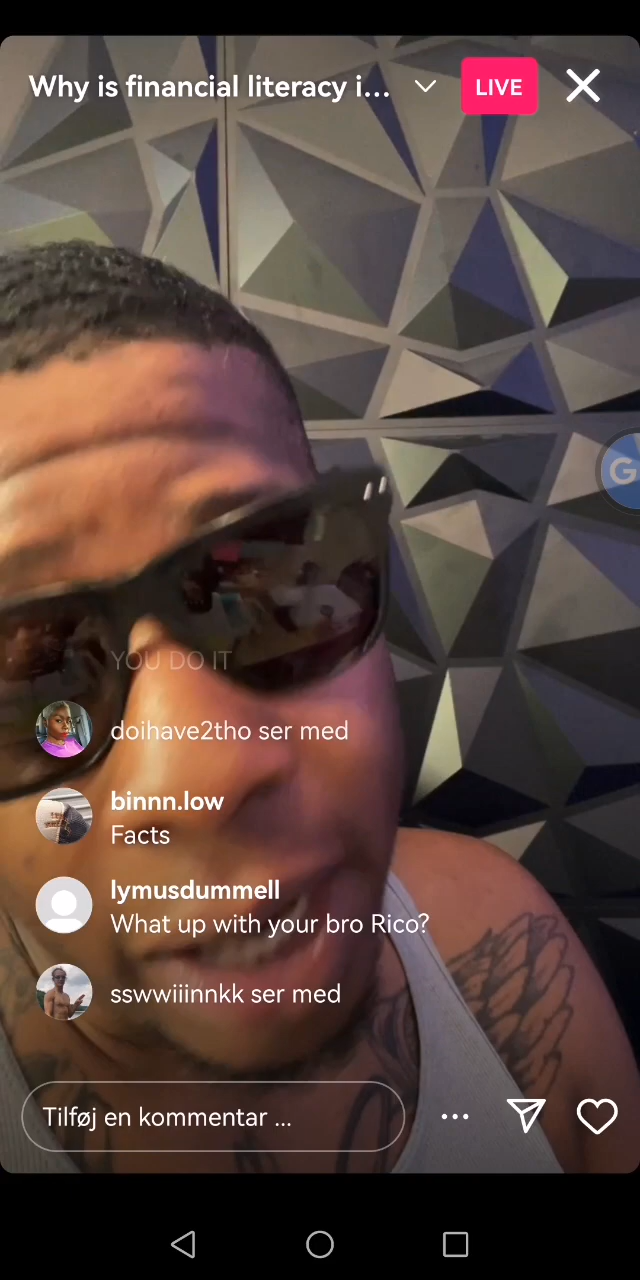 Why is financial literacy i...
LIVE
G
YOU DO IT
doihave2tho ser med
binnn.low
Facts
lymusdummell
What up with your bro Rico?
sswwiiinnkk ser med
Tilføj en kommentar ...